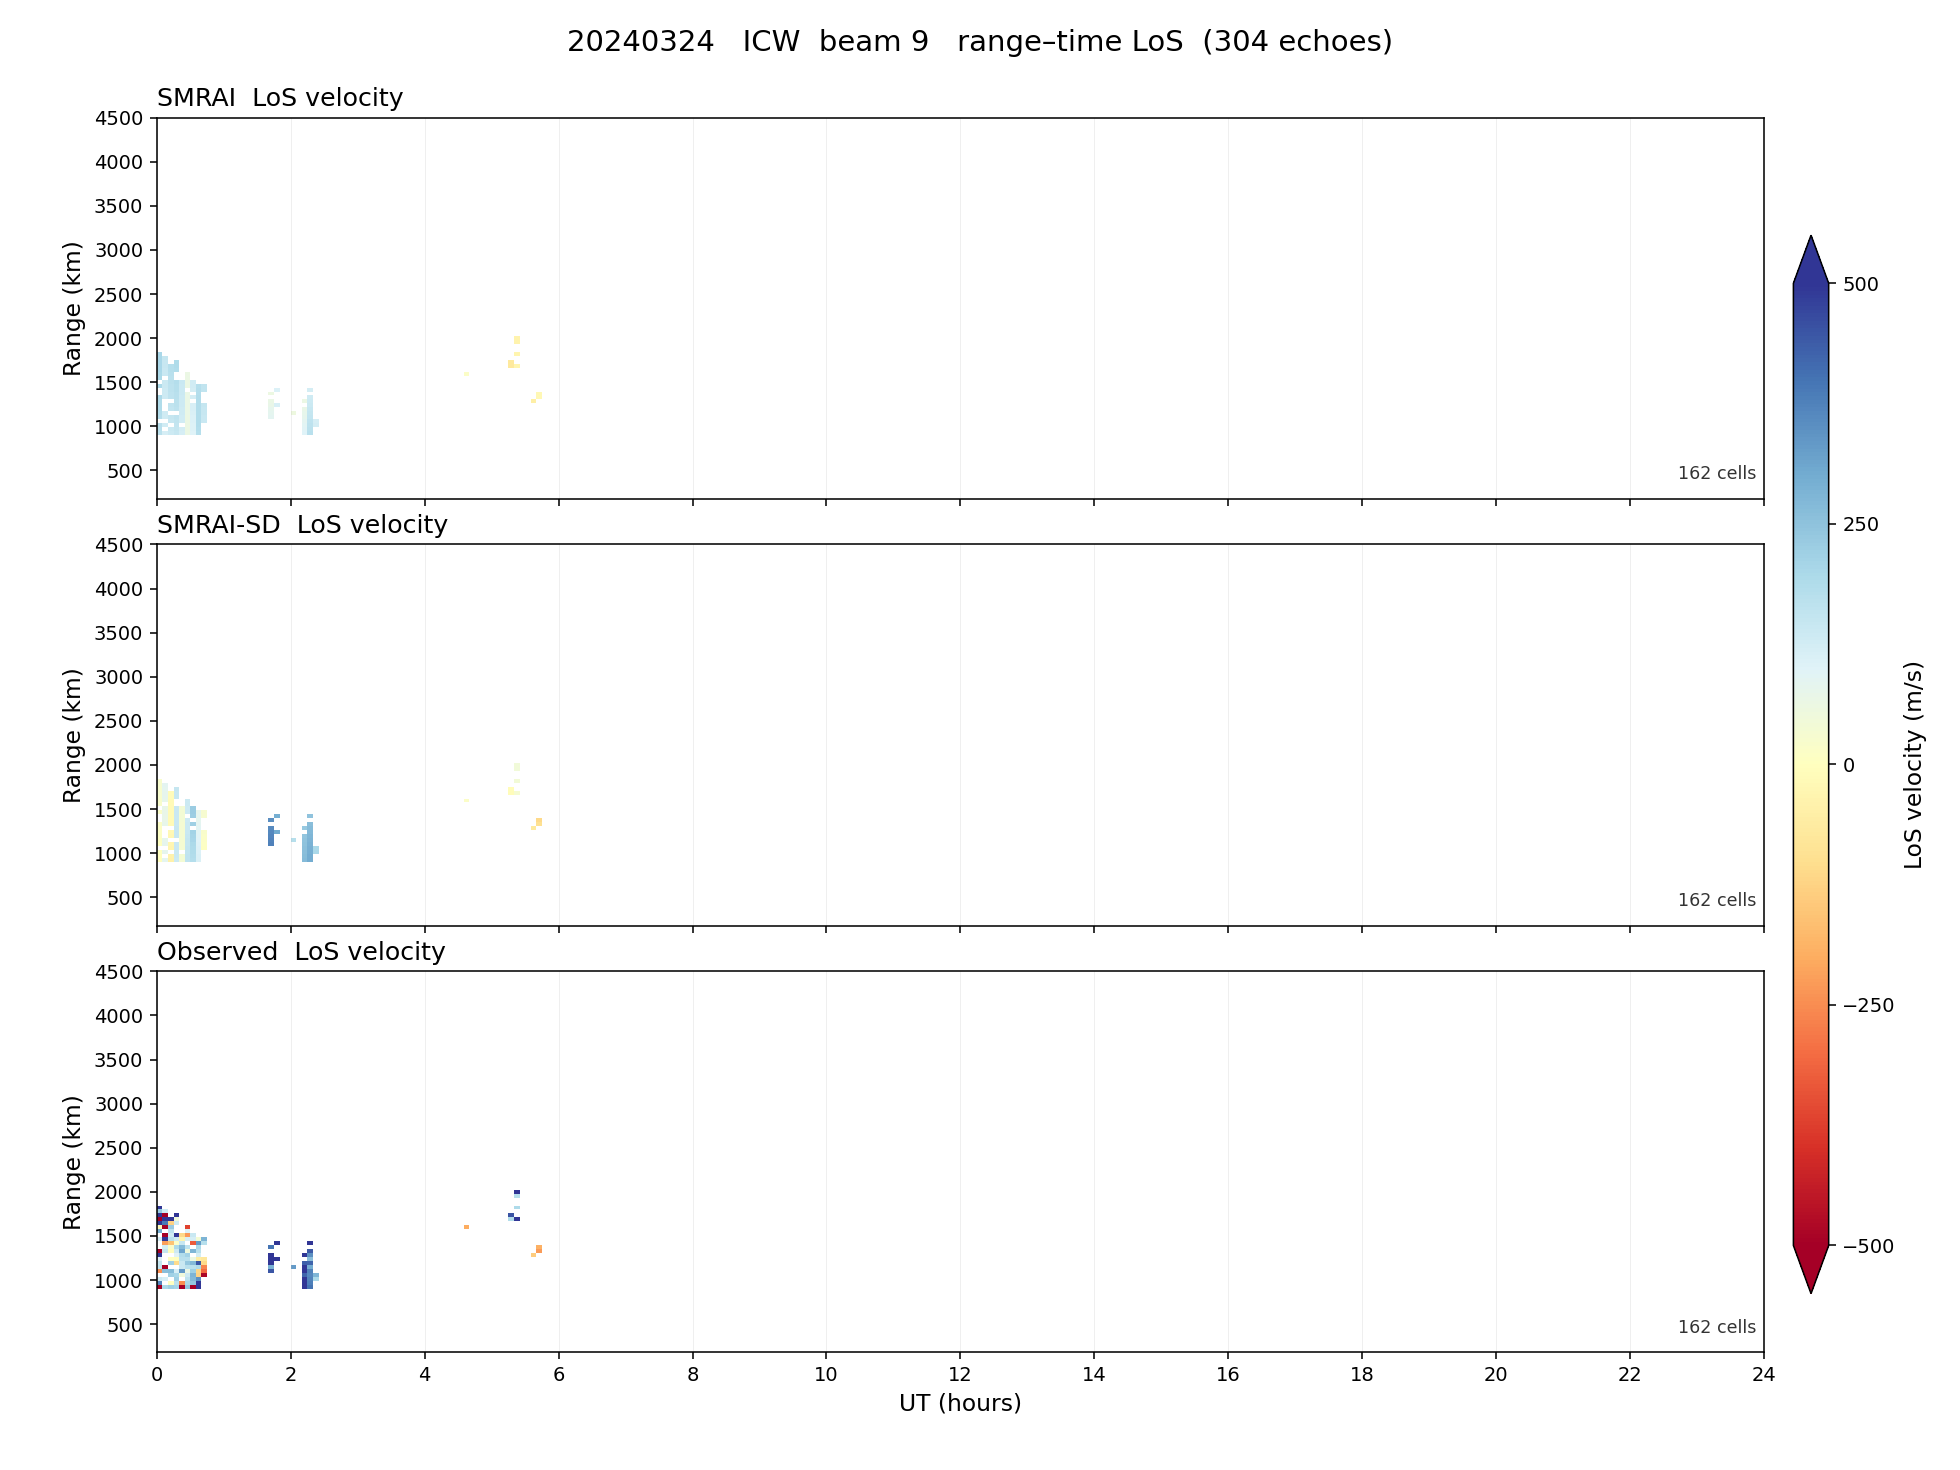 20240324   ICW  beam 9   range–time LoS  (304 echoes)
SMRAI  LoS velocity
4500
4000
3500
3000
2500
2000
1500
1000
500
Range (km)
162 cells
SMRAI-SD  LoS velocity
4500
4000
3500
3000
2500
2000
1500
1000
500
Range (km)
162 cells
Observed  LoS velocity
4500
4000
3500
3000
2500
2000
1500
1000
500
Range (km)
162 cells
0 2 4 6 8 10 12 14 16 18 20 22 24
UT (hours)
500
250
0
−250
−500
LoS velocity (m/s)